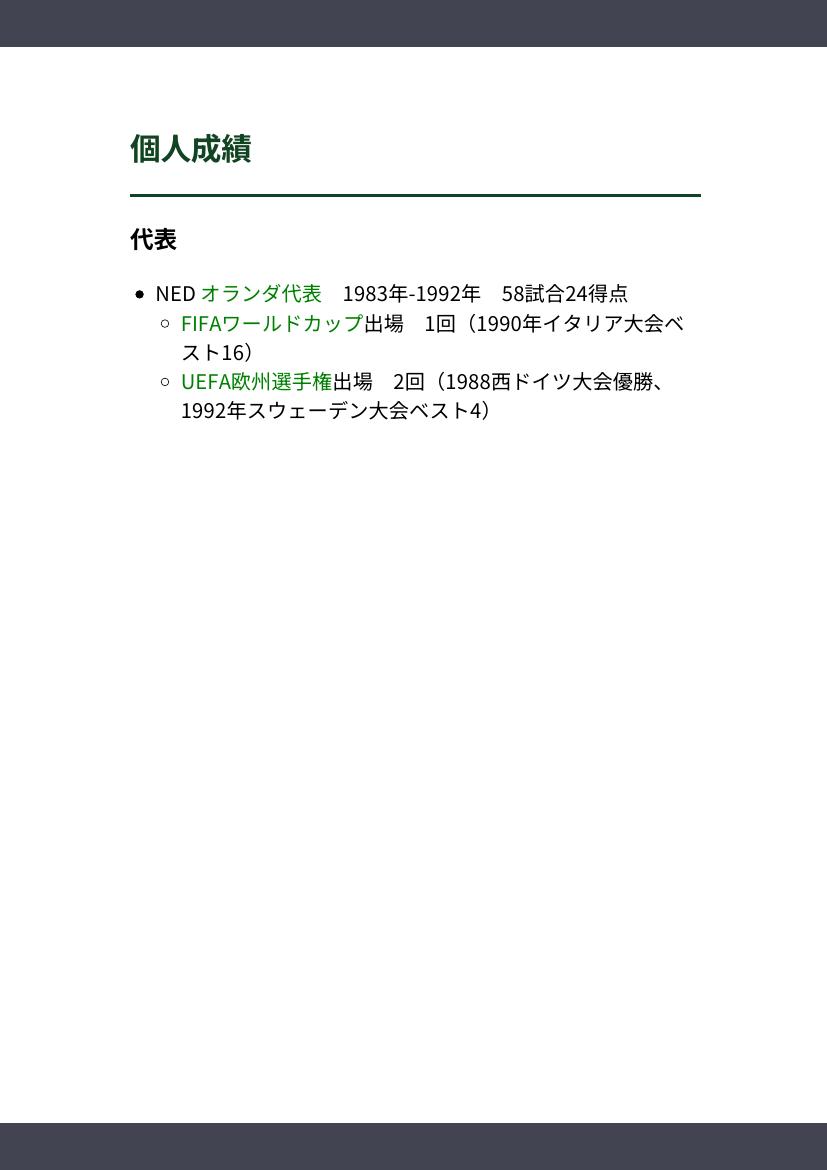 個人成績
代表
NED オランダ代表　1983年-1992年　58試合24得点
FIFAワールドカップ出場　1回（1990年イタリア大会ベ
スト16）
UEFA欧州選手権出場　2回（1988西ドイツ大会優勝、
1992年スウェーデン大会ベスト4）